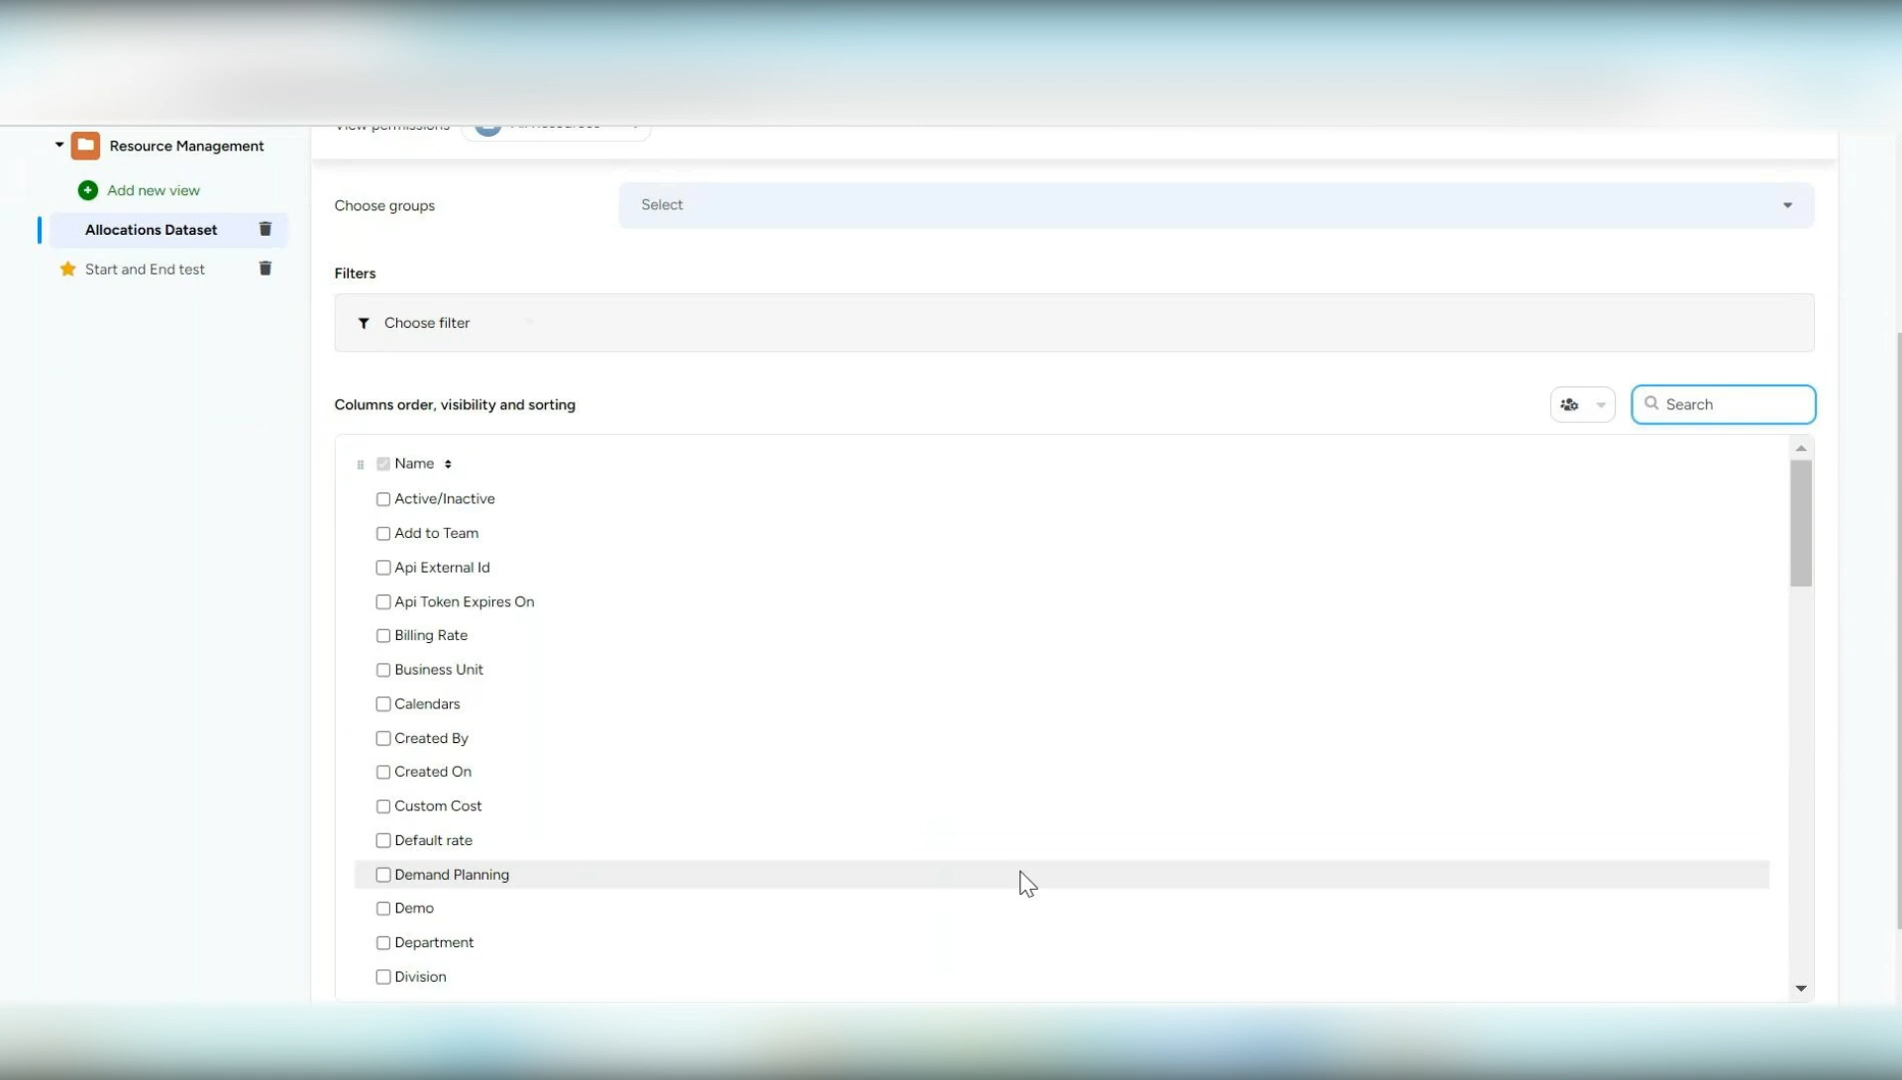 View permissions
Resource Management
Add new view
Allocations Dataset
Start and End test
Choose groups
Select
Filters
Choose filter
Columns order, visibility and sorting
Search
Name
Active/Inactive
Add to Team
Api External Id
Api Token Expires On
Billing Rate
Business Unit
Calendars
Created By
Created On
Custom Cost
Default rate
Demand Planning
Demo
Department
Division